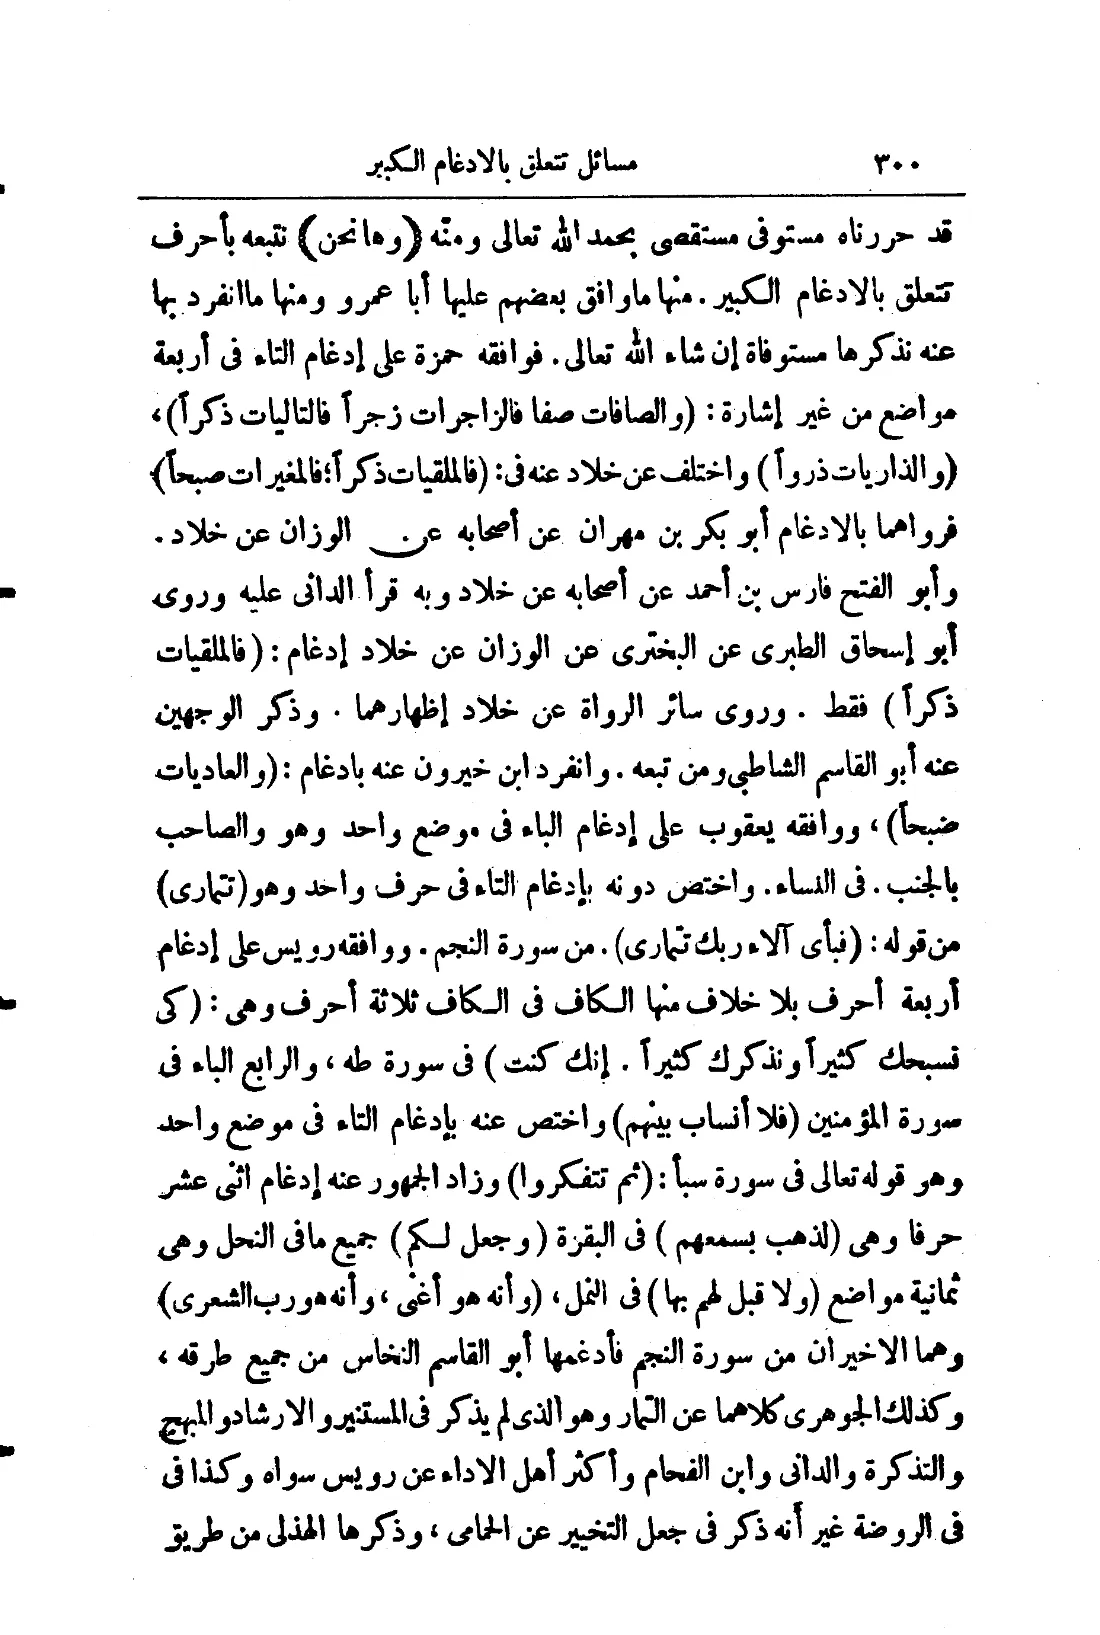 ٣٠٠ مسائل تتعلق بالادغام الكبير
قد حررناه مستوفى مستقصى بحمد الله تعالى ومنّه (وها نحن) نتبعه بأحرف
تتعلق بالادغام الكبير . منها ماوافق بعضهم عليها أبا عمرو ومنها ماانفرد بها
عنه نذكرها مستوفاة إن شاء الله تعالى . فوافقه حمزة على إدغام التاء فى أربعة
مواضع من غير إشارة : (والصافات صفا فالزاجرات زجراً فالتاليات ذكراً) ،
(والذاريات ذرواً) واختلف عن خلاد عنه فى : (فالملقيات ذكراً؛ فالمغيرات صبحاً)
فرواهما بالادغام أبو بكر بن مهران عن أصحابه عن الوزان عن خلاد .
وأبو الفتح فارس بن أحمد عن أصحابه عن خلاد وبه قرأ الدانى عليه وروى
أبو إسحاق الطبرى عن البخترى عن الوزان عن خلاد إدغام : (فالملقيات
ذكراً) فقط . وروى سائر الرواة عن خلاد إظهارهما . وذكر الوجهين
عنه أبو القاسم الشاطبى ومن تبعه . وانفرد ابن خيرون عنه بادغام : (والعاديات
ضبحاً) ، ووافقه يعقوب على إدغام الباء فى موضع واحد وهو والصاحب
بالجنب . فى النساء . واختص دونه بإدغام التاء فى حرف واحد وهو (تتمارى)
من قوله : (فبأى آلاء ربك تتمارى) . من سورة النجم . ووافقه رويس على إدغام
أربعة أحرف بلا خلاف منها الكاف فى الكاف ثلاثة أحرف وهى : (كى
نسبحك كثيراً ونذكرك كثيراً . إنك كنت) فى سورة طه ، والرابع الباء فى
سورة المؤمنين (فلا أنساب بينهم) واختص عنه بإدغام التاء فى موضع واحد
وهو قوله تعالى فى سورة سبأ : (ثم تتفكروا) وزاد الجمهور عنه إدغام اثنى عشر
حرفا وهى (لذهب بسمعهم) فى البقرة (وجعل لكم) جميع مافى النحل وهى
ثمانية مواضع (ولا قبل لهم بها) فى النمل ، (وأنه هو أغنى ، وأنه هو رب الشعرى)
وهما الاخيران من سورة النجم فأدغمها أبو القاسم النخاس من جميع طرقه ،
وكذلك الجوهرى كلاهما عن التمار وهو الذى لم يذكر فى المستنير والارشاد والمبهج
والتذكرة والدانى وابن الفحام وأكثر أهل الاداء عن رويس سواه وكذا فى
فى الروضة غير أنه ذكر فى جعل التخيير عن الحمامى ، وذكرها الهذلى من طريق